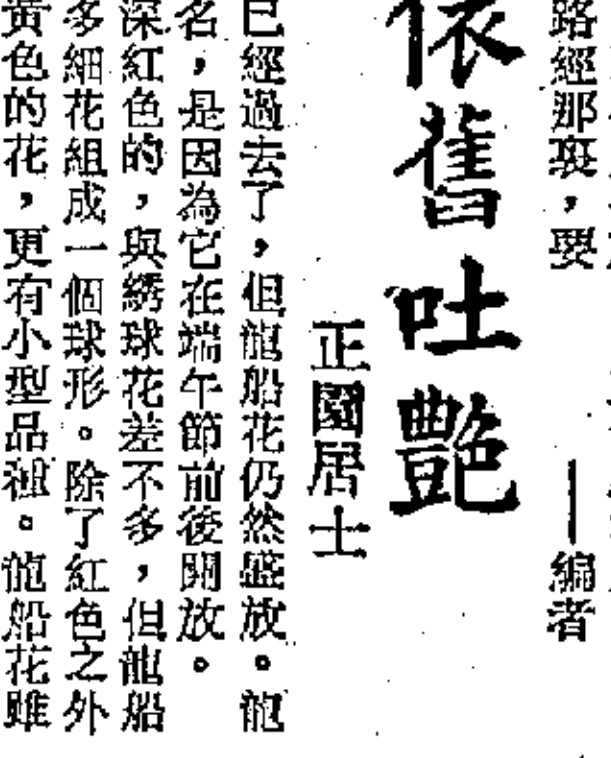 路經那裏，要
——編者
依舊吐艷
正園居士
已經過去了，但龍船花仍然盛放。龍
名，是因為它在端午節前後開放。
深紅色的，與綉球花差不多，但龍船
多細花組成一個球形。除了紅色之外
黃色的花，更有小型品種。龍船花雖